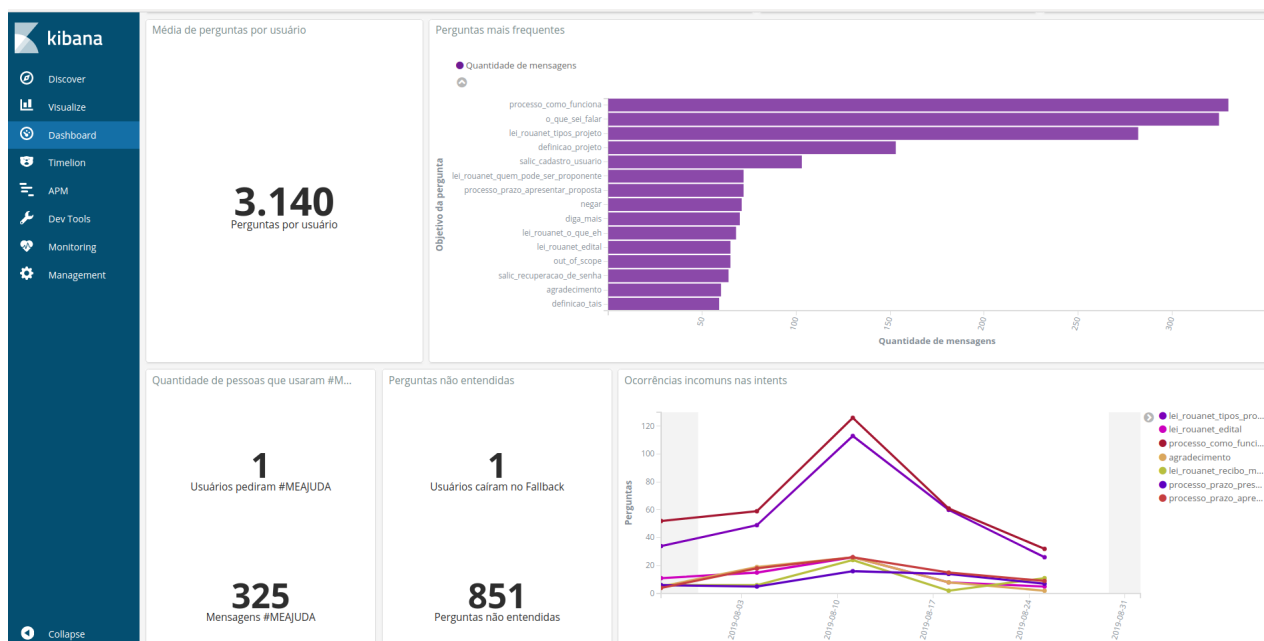 kibana
Discover
Visualize
Dashboard
Timelion
APM
Dev Tools
Monitoring
Management
Collapse
Média de perguntas por usuário
3.140
Perguntas por usuário
Perguntas mais frequentes
Quantidade de mensagens
Objetivo da pergunta
processo_como_funciona
o_que_sei_falar
lei_rouanet_tipos_projeto
definicao_projeto
salic_cadastro_usuario
lei_rouanet_quem_pode_ser_proponente
processo_prazo_apresentar_proposta
negar
diga_mais
lei_rouanet_o_que_eh
lei_rouanet_edital
out_of_scope
salic_recuperacao_de_senha
agradecimento
definicao_tais
50
100
150
200
250
300
Quantidade de mensagens
Quantidade de pessoas que usaram #M...
1
Usuários pediram #MEAJUDA
325
Mensagens #MEAJUDA
Perguntas não entendidas
1
Usuários caíram no Fallback
851
Perguntas não entendidas
Ocorrências incomuns nas intents
Perguntas
120
100
80
60
40
20
0
2019-08-03
2019-08-10
2019-08-17
2019-08-24
2019-08-31
lei_rouanet_tipos_pro...
lei_rouanet_edital
processo_como_funci...
agradecimento
lei_rouanet_recibo_m...
processo_prazo_pres...
processo_prazo_apre...